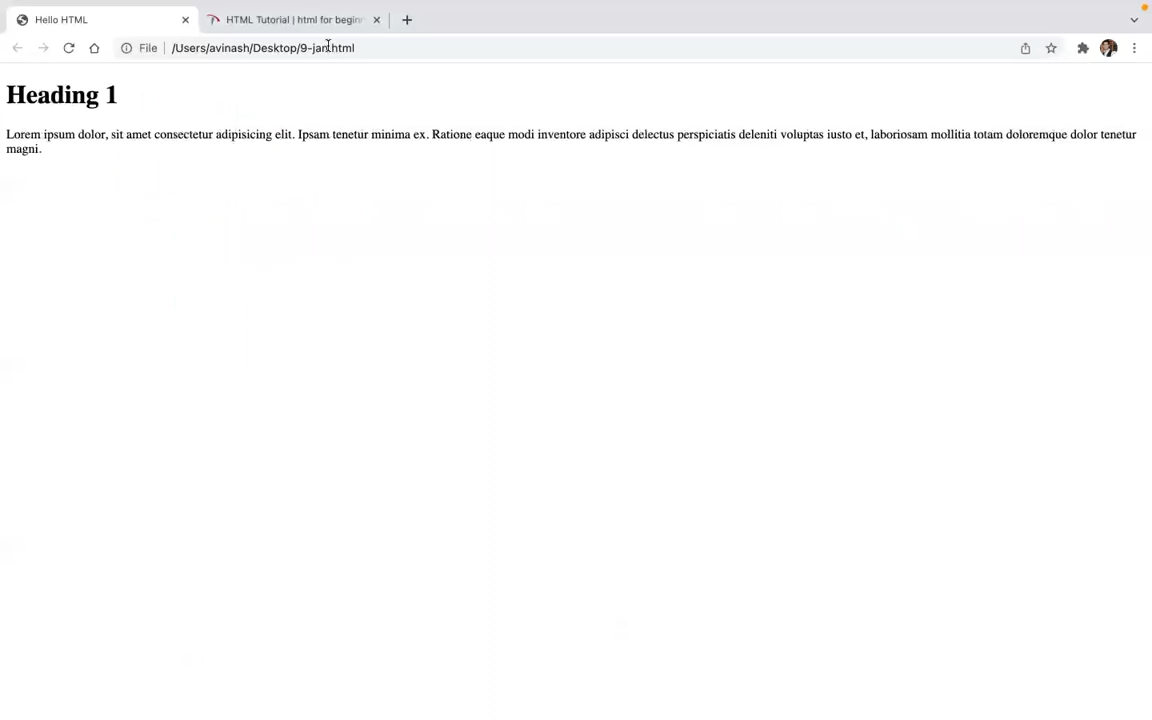 Hello HTML
HTML Tutorial | html for begin
File
/Users/avinash/Desktop/9-jan.html
Heading 1
Lorem ipsum dolor, sit amet consectetur adipisicing elit. Ipsam tenetur minima ex. Ratione eaque modi inventore adipisci delectus perspiciatis deleniti voluptas iusto et, laboriosam mollitia totam doloremque dolor tenetur
magni.